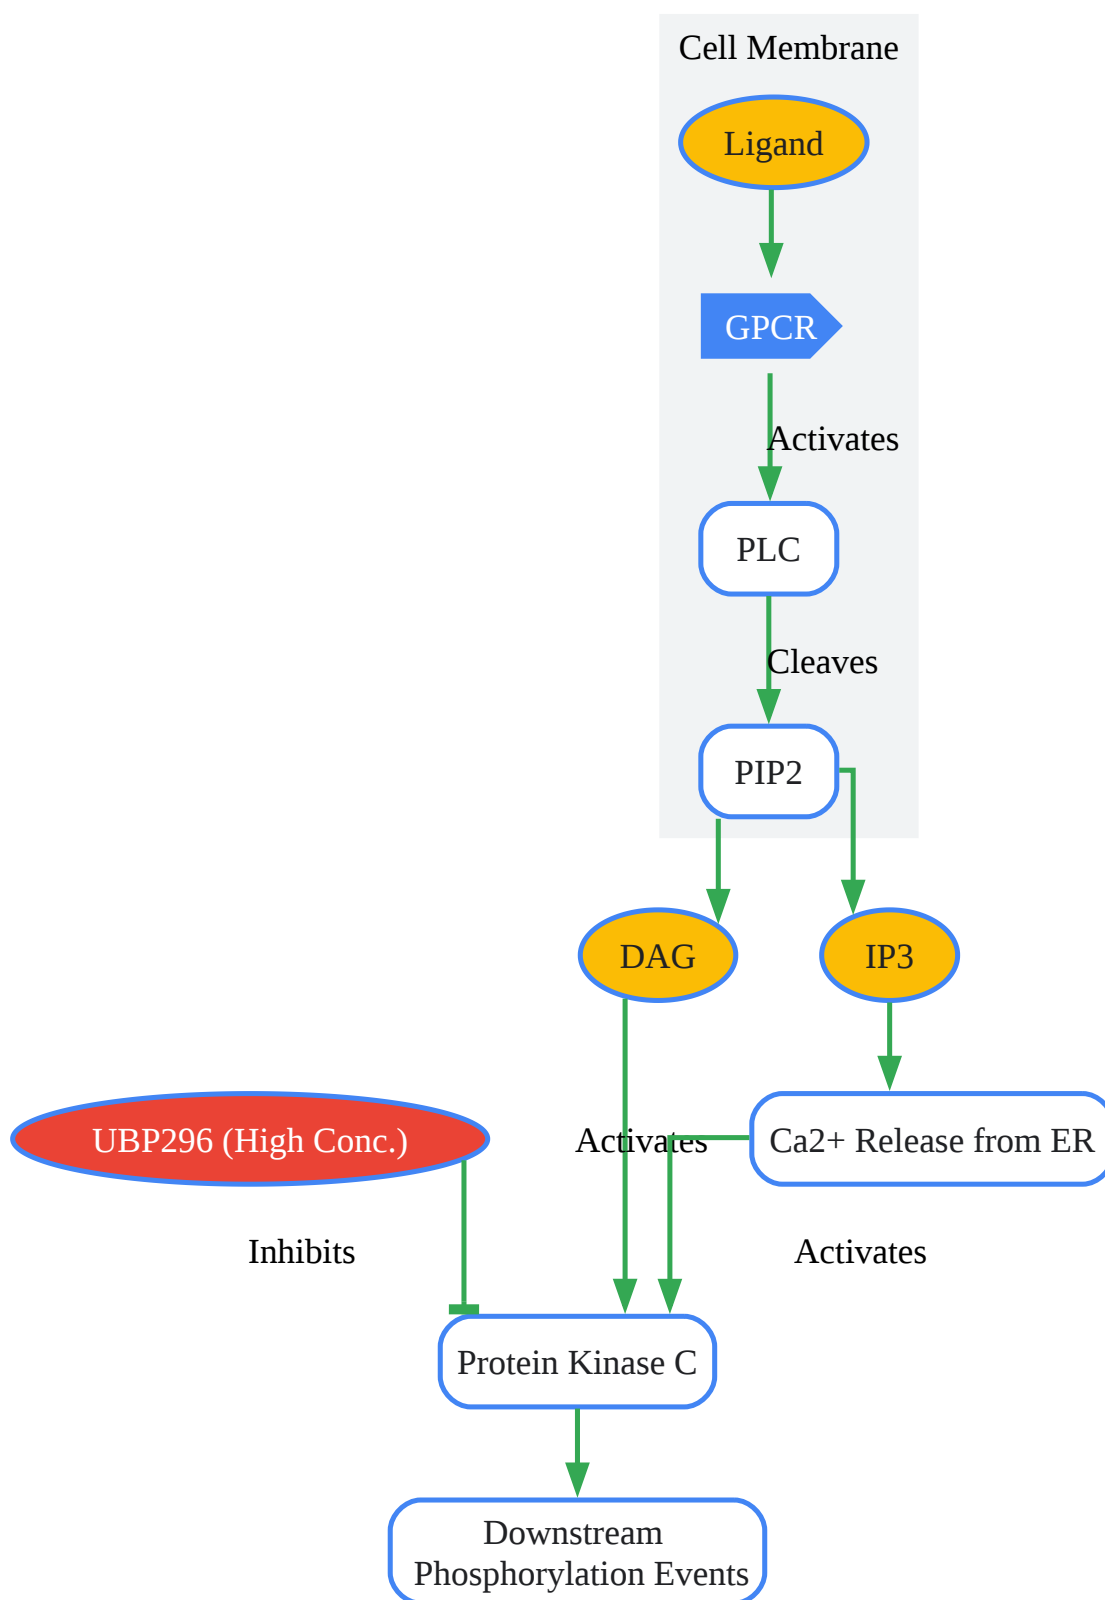 Cell Membrane
Ligand
GPCR
Activates
PLC
Cleaves
PIP2
DAG
IP3
UBP296 (High Conc.)
Activates
Ca2+ Release from ER
Inhibits
Activates
Protein Kinase C
Downstream
Phosphorylation Events